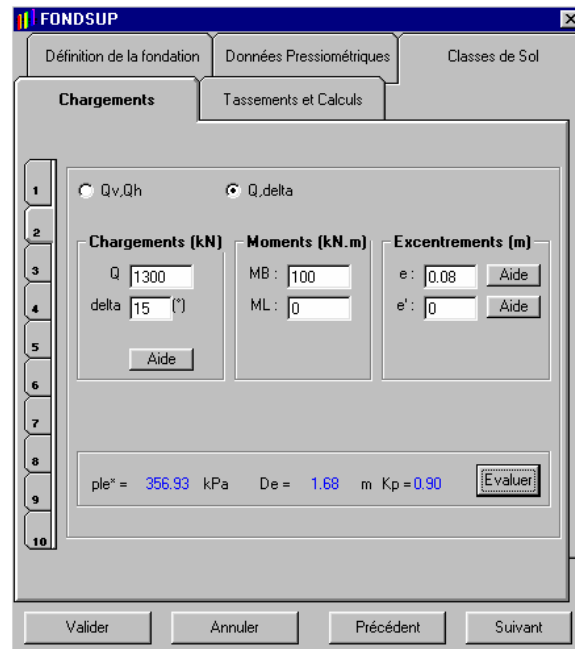 FONDSUP
Définition de la fondation
Données Pressiométriques
Classes de Sol
Chargements
Tassements et Calculs
1
2
3
4
5
6
7
8
9
10
Qv,Qh
Q,delta
Chargements (kN)
Q 1300
delta 15 (°)
Aide
Moments (kN.m)
MB : 100
ML : 0
Excentrements (m)
e : 0.08 Aide
e' : 0 Aide
ple* = 356.93 kPa De = 1.68 m Kp = 0.90 Evaluer
Valider Annuler Précédent Suivant